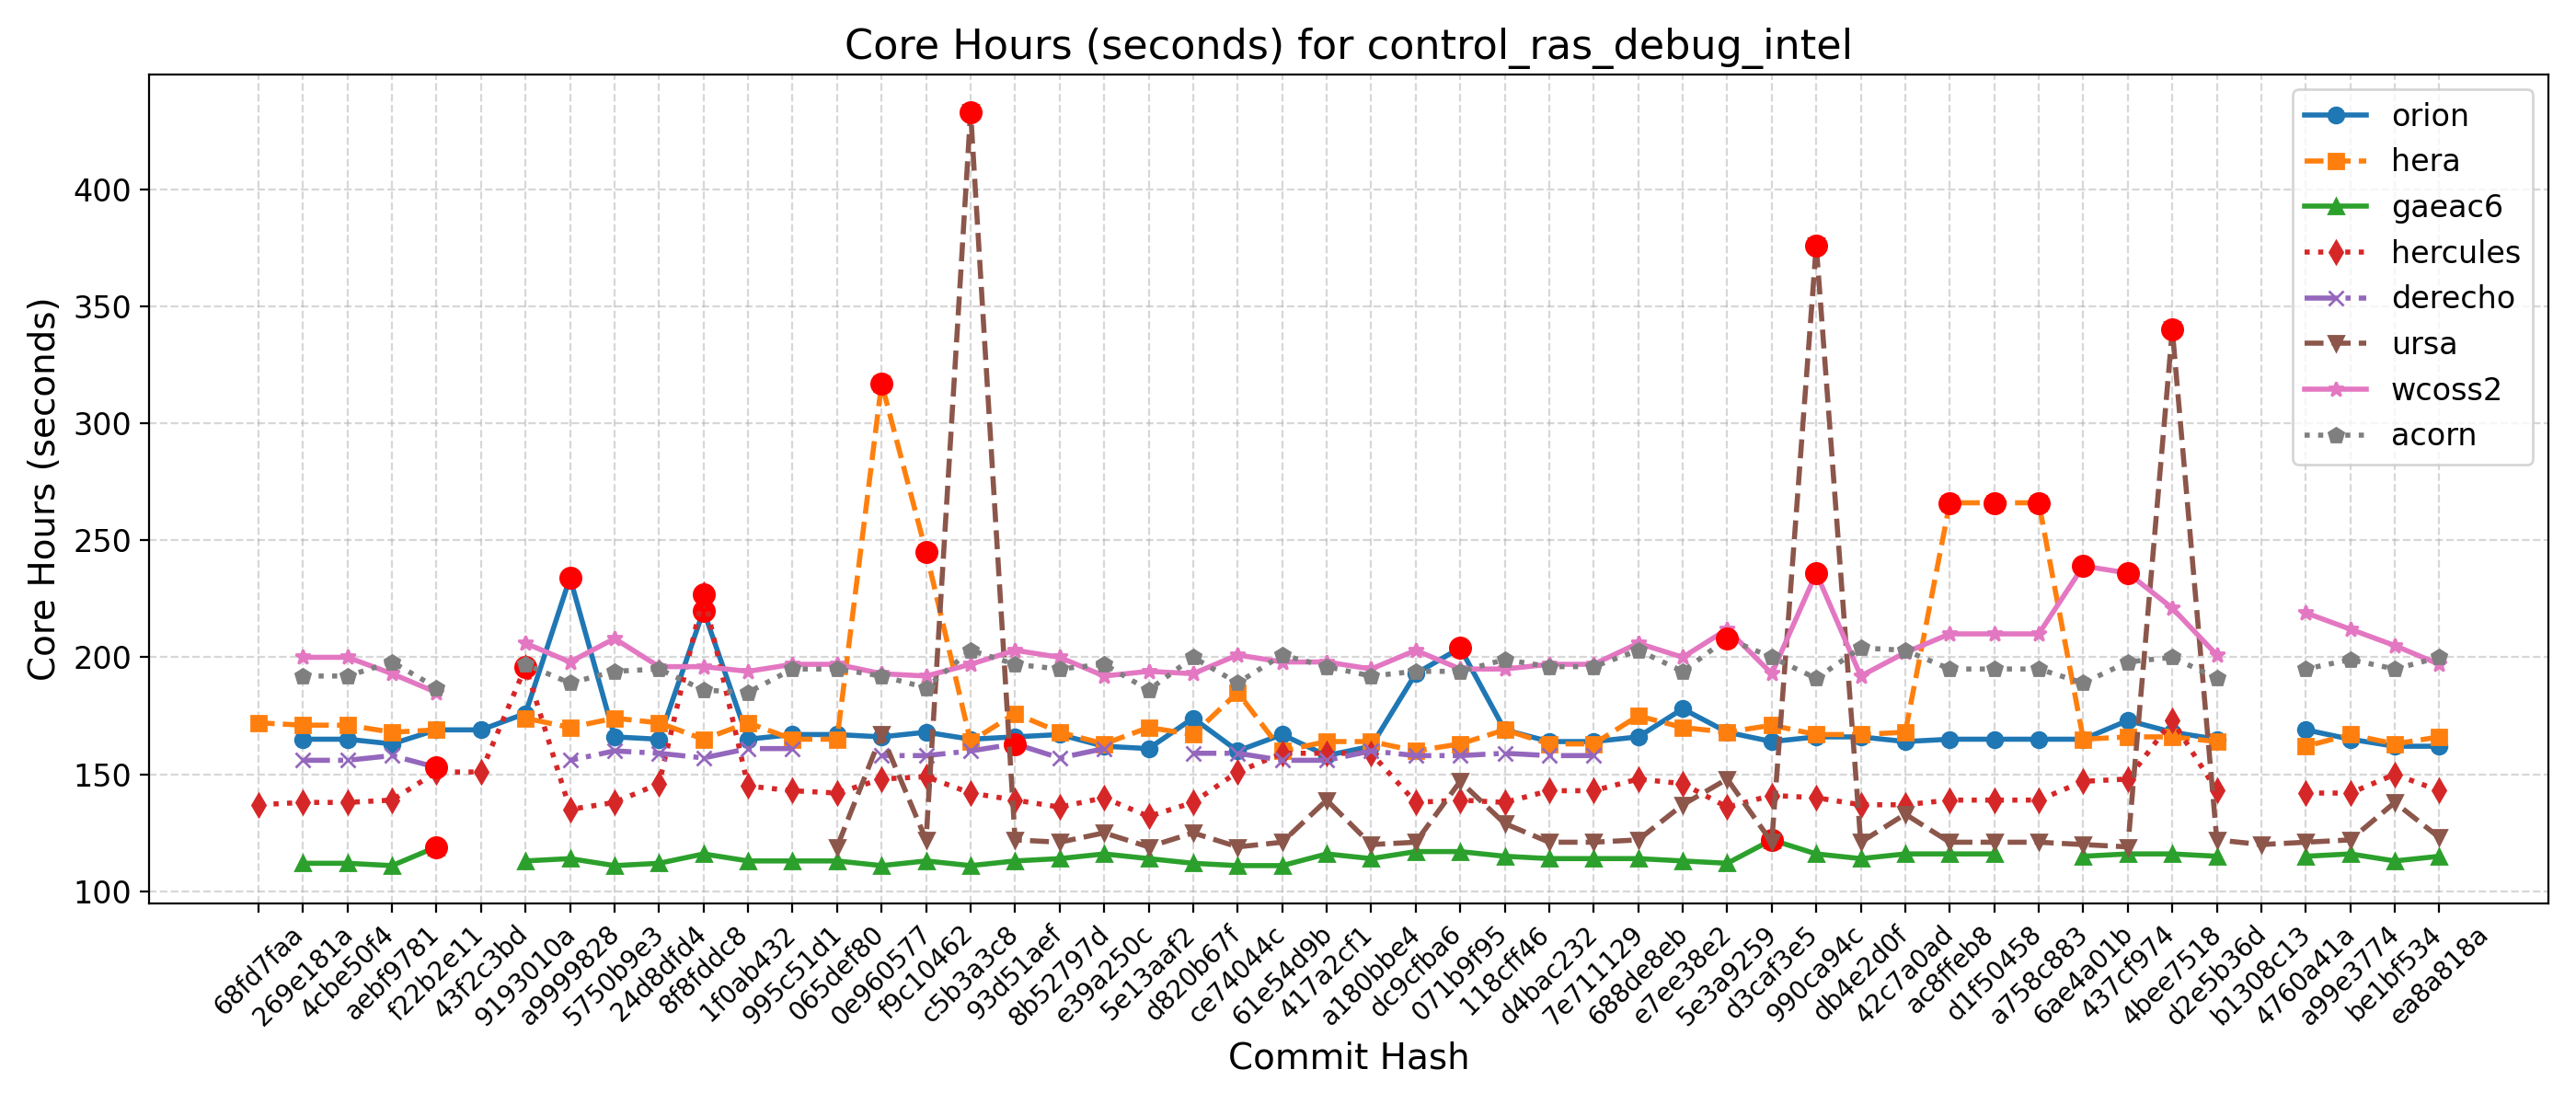 Core Hours (seconds) for control_ras_debug_intel
Core Hours (seconds)
400
350
300
250
200
150
100
orion
hera
gaeac6
hercules
derecho
ursa
wcoss2
acorn
68fd7faa
269e181a
4cbe50f4
aebf9781
f22b2e11
43f2c3bd
9193010a
a9999828
5750b9e3
24d8dfd4
8f8fddc8
1f0ab432
995c51d1
065def80
0e960577
f9c10462
c5b3a3c8
93d51aef
8b52797d
e39a250c
5e13aaf2
d820b67f
ce74044c
61e54d9b
417a2cf1
a180bbe4
dc9cfba6
071b9f95
118cff46
d4bac232
7e711129
688de8eb
e7ee38e2
5e3a9259
d3caf3e5
990ca94c
db4e2d0f
42c7a0ad
ac8ffeb8
d1f50458
a758c883
6ae4a01b
437cf974
4bee7518
d2e5b36d
b1308c13
4760a41a
a99e3774
be1bf534
ea8a818a
Commit Hash